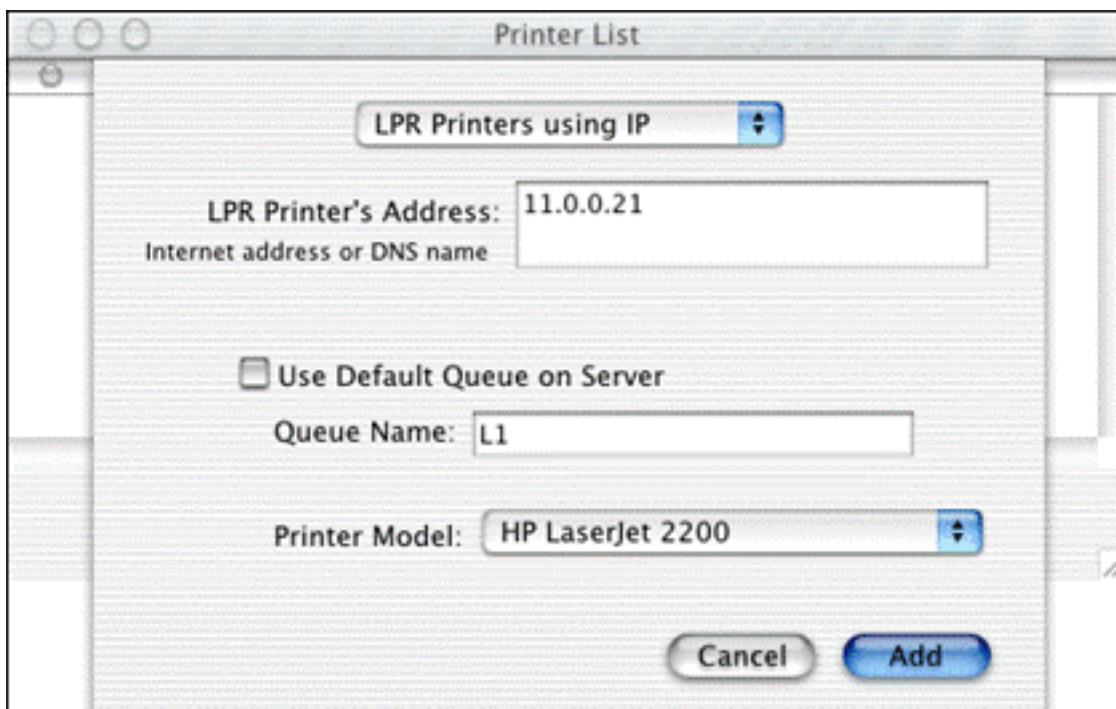 Printer List
LPR Printers using IP
LPR Printer's Address: 11.0.0.21
Internet address or DNS name
Use Default Queue on Server
Queue Name: L1
Printer Model: HP LaserJet 2200
Cancel Add